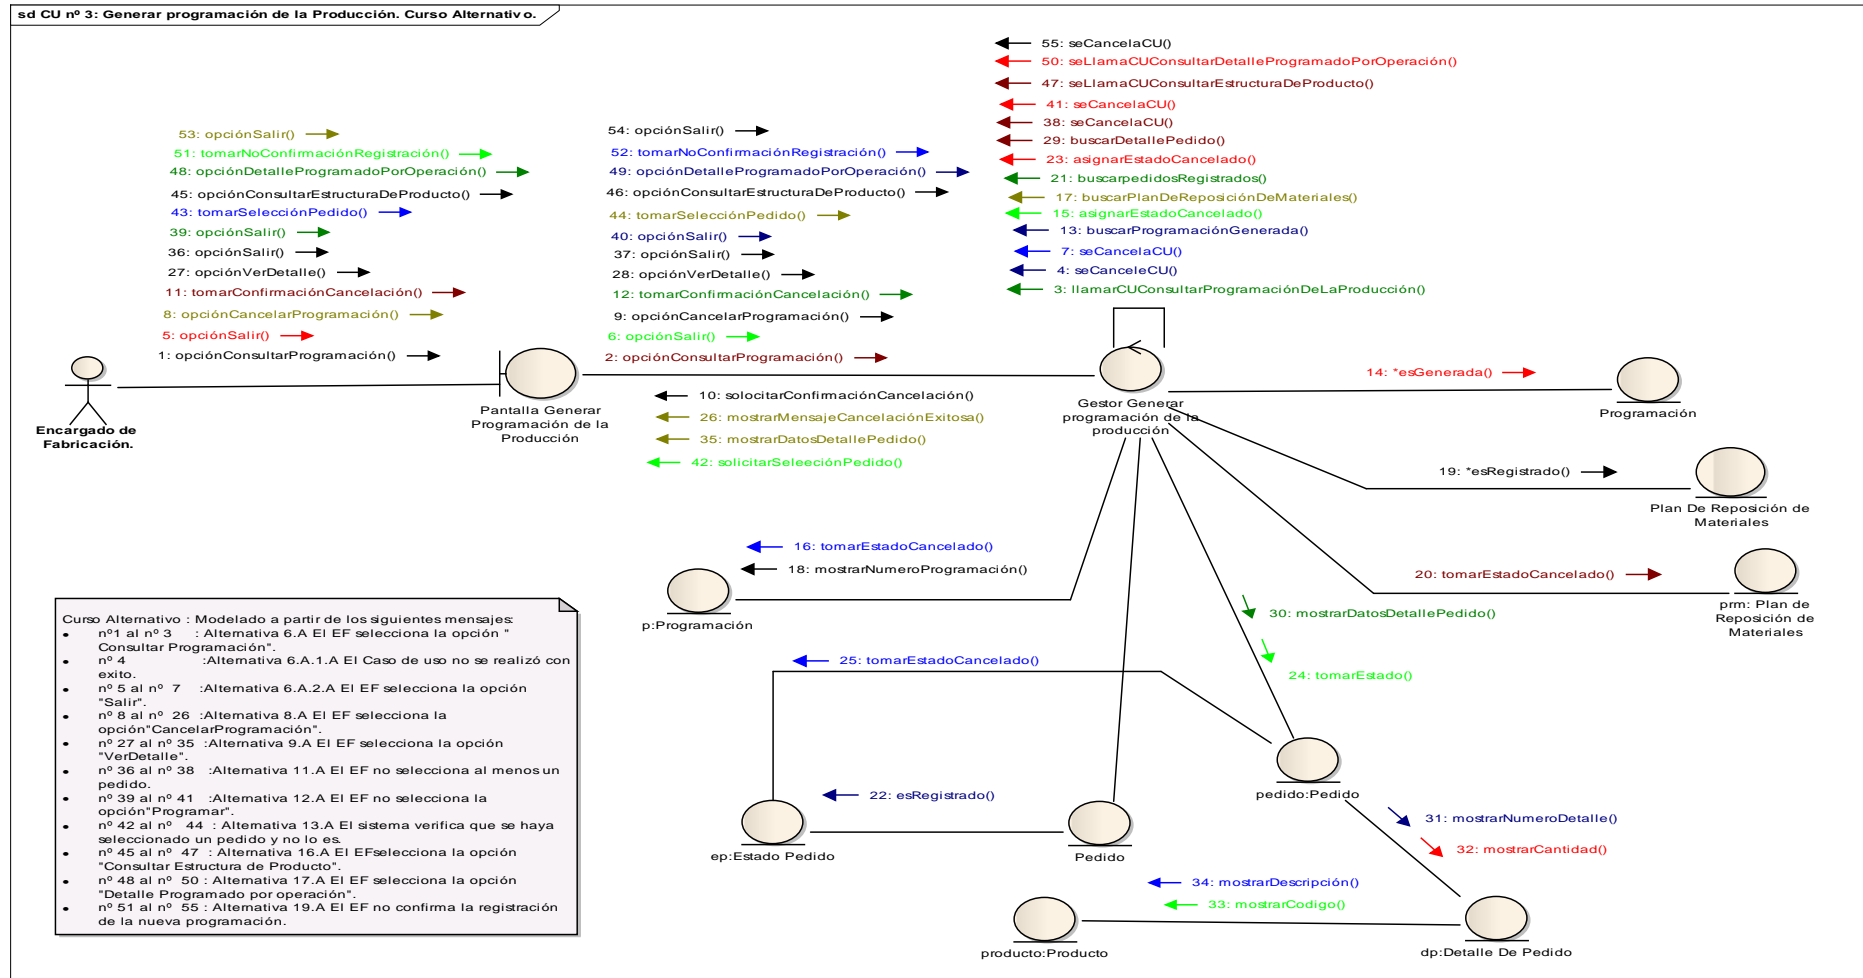 sd CU nº 3: Generar programación de la Producción. Curso Alternativo.
55: seCancelaCU()
50: seLlamaCUConsultarDetalleProgramadoPorOperación()
47: seLlamaCUConsultarEstructuraDeProducto()
41: seCancelaCU()
38: seCancelaCU()
29: buscarDetallePedido()
23: asignarEstadoCancelado()
21: buscarpedidosRegistrados()
17: buscarPlanDeReposiciónDeMateriales()
15: asignarEstadoCancelado()
13: buscarProgramaciónGenerada()
7: seCancelaCU()
4: seCanceleCU()
3: llamarCUConsultarProgramaciónDeLaProducción()
53: opciónSalir()
51: tomarNoConfirmaciónRegistración()
48: opciónDetalleProgramadoPorOperación()
45: opciónConsultarEstructuraDeProducto()
43: tomarSelecciónPedido()
39: opciónSalir()
36: opciónSalir()
27: opciónVerDetalle()
11: tomarConfirmaciónCancelación()
8: opciónCancelarProgramación()
5: opciónSalir()
1: opciónConsultarProgramación()
54: opciónSalir()
52: tomarNoConfirmaciónRegistración()
49: opciónDetalleProgramadoPorOperación()
46: opciónConsultarEstructuraDeProducto()
44: tomarSelecciónPedido()
40: opciónSalir()
37: opciónSalir()
28: opciónVerDetalle()
12: tomarConfirmaciónCancelación()
9: opciónCancelarProgramación()
6: opciónSalir()
2: opciónConsultarProgramación()
Encargado de
Fabricación.
Pantalla Generar
Programación de la
Producción
10: solocitarConfirmaciónCancelación()
26: mostrarMensajeCancelaciónExitosa()
35: mostrarDatosDetallePedido()
42: solicitarSeleeciónPedido()
Gestor Generar
programación de la
producción
14: *esGenerada()
Programación
19: *esRegistrado()
Plan De Reposición de
Materiales
20: tomarEstadoCancelado()
prm: Plan de
Reposición de
Materiales
16: tomarEstadoCancelado()
18: mostrarNumeroProgramación()
p:Programación
30: mostrarDatosDetallePedido()
24: tomarEstado()
25: tomarEstadoCancelado()
pedido:Pedido
22: esRegistrado()
ep:Estado Pedido
Pedido
31: mostrarNumeroDetalle()
32: mostrarCantidad()
34: mostrarDescripción()
33: mostrarCodigo()
producto:Producto
dp:Detalle De Pedido
Curso Alternativo : Modelado a partir de los siguientes mensajes:
• nº1 al nº 3 : Alternativa 6.A El EF selecciona la opción "
Consultar Programación".
• nº 4 :Alternativa 6.A.1.A El Caso de uso no se realizó con
exito.
• nº 5 al nº 7 :Alternativa 6.A.2.A El EF selecciona la opción
"Salir".
• nº 8 al nº 26 :Alternativa 8.A El EF selecciona la
opción"CancelarProgramación".
• nº 27 al nº 35 :Alternativa 9.A El EF selecciona la opción
"VerDetalle".
• nº 36 al nº 38 :Alternativa 11.A El EF no selecciona al menos un
pedido.
• nº 39 al nº 41 :Alternativa 12.A El EF no selecciona la
opción"Programar".
• nº 42 al nº 44 : Alternativa 13.A El sistema verifica que se haya
seleccionado un pedido y no lo es.
• nº 45 al nº 47 : Alternativa 16.A El EFselecciona la opción
"Consultar Estructura de Producto".
• nº 48 al nº 50 : Alternativa 17.A El EF selecciona la opción
"Detalle Programado por operación".
• nº 51 al nº 55 : Alternativa 19.A El EF no confirma la registración
de la nueva programación.